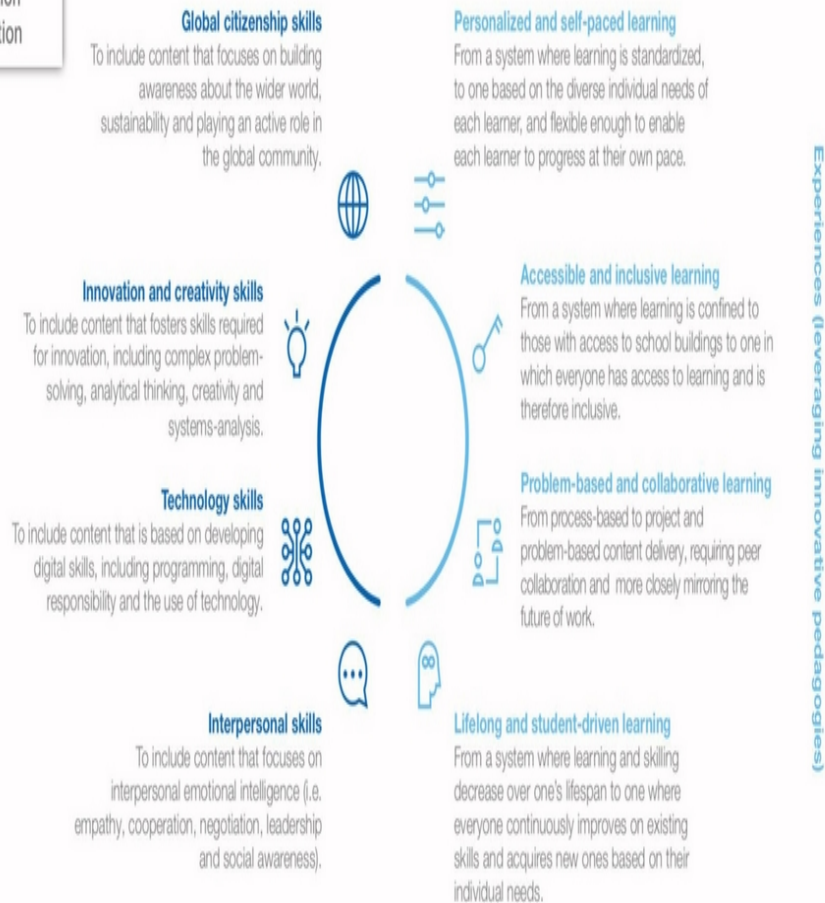 tion
Global citizenship skills
To include content that focuses on building
awareness about the wider world,
sustainability and playing an active role in
the global community.
Innovation and creativity skills
To include content that fosters skills required
for innovation, including complex problem-
solving, analytical thinking, creativity and
systems-analysis.
Technology skills
To include content that is based on developing
digital skills, including programming, digital
responsibility and the use of technology.
Interpersonal skills
To include content that focuses on
interpersonal emotional intelligence (i.e.
empathy, cooperation, negotiation, leadership
and social awareness).
Personalized and self-paced learning
From a system where learning is standardized,
to one based on the diverse individual needs of
each learner, and flexible enough to enable
each learner to progress at their own pace.
Accessible and inclusive learning
From a system where learning is confined to
those with access to school buildings to one in
which everyone has access to learning and is
therefore inclusive.
Problem-based and collaborative learning
From process-based to project and
problem-based content delivery, requiring peer
collaboration and more closely mirroring the
future of work.
Lifelong and student-driven learning
From a system where learning and skilling
decrease over one's lifespan to one where
everyone continuously improves on existing
skills and acquires new ones based on their
individual needs.
Experiences (leveraging innovative pedagogies)